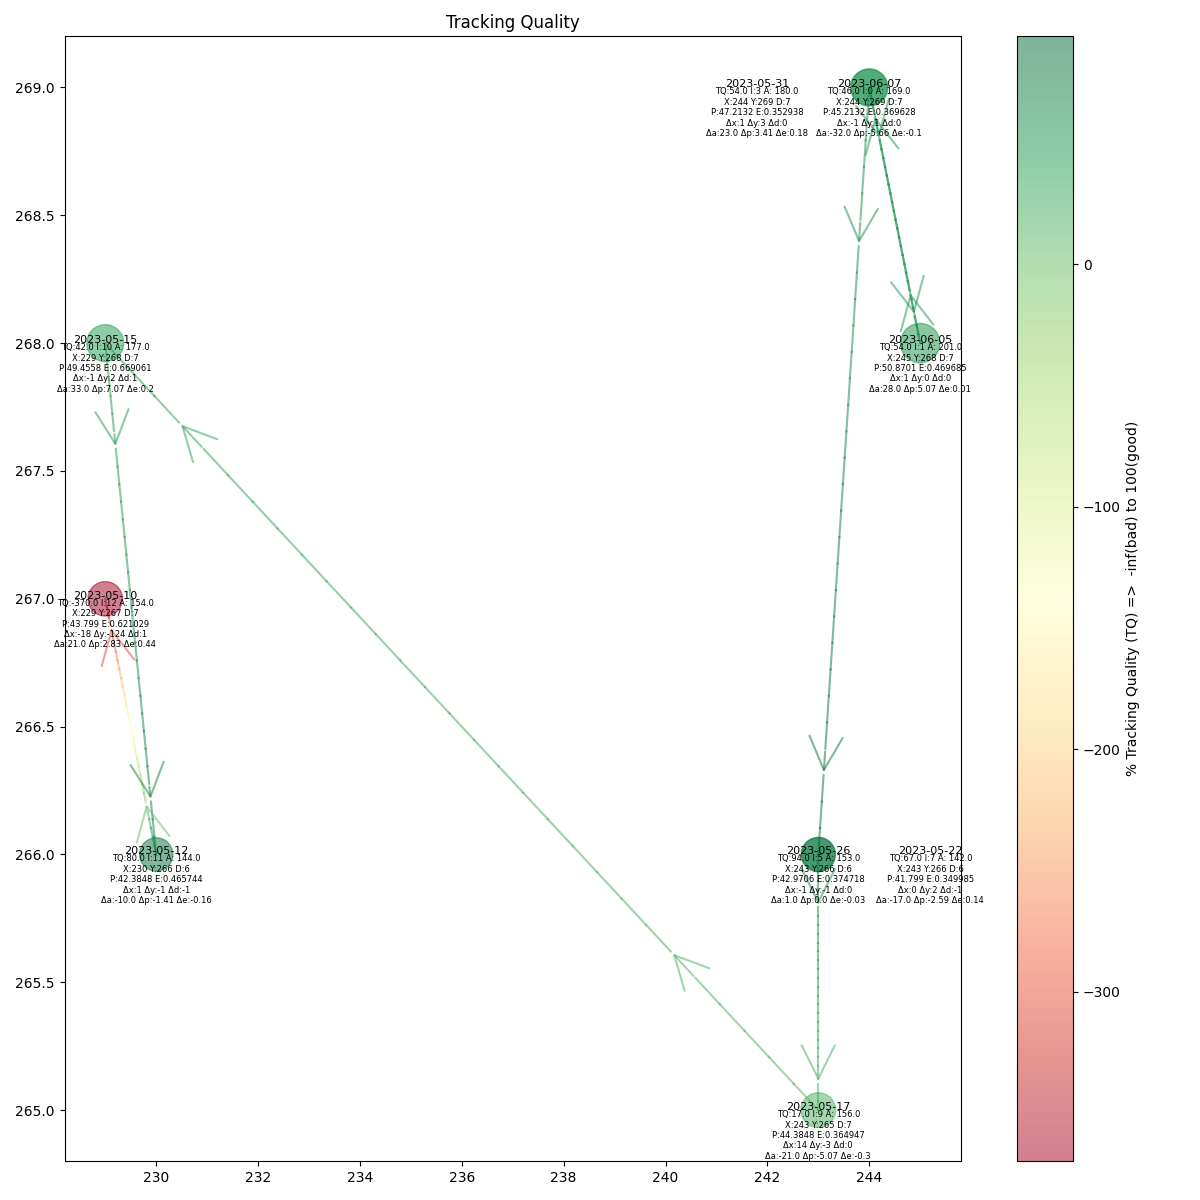 Tracking Quality
269.0
268.5
268.0
267.5
267.0
266.5
266.0
265.5
265.0
2023-05-31
TQ:54.0 I:3 A: 180.0
X:244 Y:269 D:7
P:47.2132 E:0.352938
Δx:1 Δy:3 Δd:0
Δa:23.0 Δp:3.41 Δe:0.18
2023-06-07
TQ:46.0 I:0 A: 169.0
X:244 Y:269 D:7
P:45.2132 E:0.369628
Δx:-1 Δy:1 Δd:0
Δa:-32.0 Δp:-5.66 Δe:-0.1
2023-05-15
TQ:42.0 I:10 A: 177.0
X:229 Y:268 D:7
P:49.4558 E:0.669061
Δx:-1 Δy:2 Δd:1
Δa:33.0 Δp:7.07 Δe:0.2
2023-06-05
TQ:54.0 I:1 A: 201.0
X:245 Y:268 D:7
P:50.8701 E:0.469685
Δx:1 Δy:0 Δd:0
Δa:28.0 Δp:5.07 Δe:0.01
2023-05-10
TQ:-370.0 I:12 A: 154.0
X:229 Y:267 D:7
P:43.799 E:0.621029
Δx:-18 Δy:-124 Δd:1
Δa:21.0 Δp:2.83 Δe:0.44
2023-05-12
TQ:80.0 I:11 A: 144.0
X:230 Y:266 D:6
P:42.3848 E:0.465744
Δx:1 Δy:-1 Δd:-1
Δa:-10.0 Δp:-1.41 Δe:-0.16
2023-05-26
TQ:94.0 I:5 A: 153.0
X:243 Y:266 D:6
P:42.9706 E:0.374718
Δx:-1 Δy:-1 Δd:0
Δa:1.0 Δp:0.0 Δe:-0.03
2023-05-22
TQ:67.0 I:7 A: 142.0
X:243 Y:266 D:6
P:41.799 E:0.349985
Δx:0 Δy:2 Δd:-1
Δa:-17.0 Δp:-2.59 Δe:0.14
2023-05-17
TQ:17.0 I:9 A: 156.0
X:243 Y:265 D:7
P:44.3848 E:0.364947
Δx:14 Δy:-3 Δd:0
Δa:-21.0 Δp:-5.07 Δe:-0.3
230
232
234
236
238
240
242
244
0
−100
−200
−300
% Tracking Quality (TQ) => -inf(bad) to 100(good)